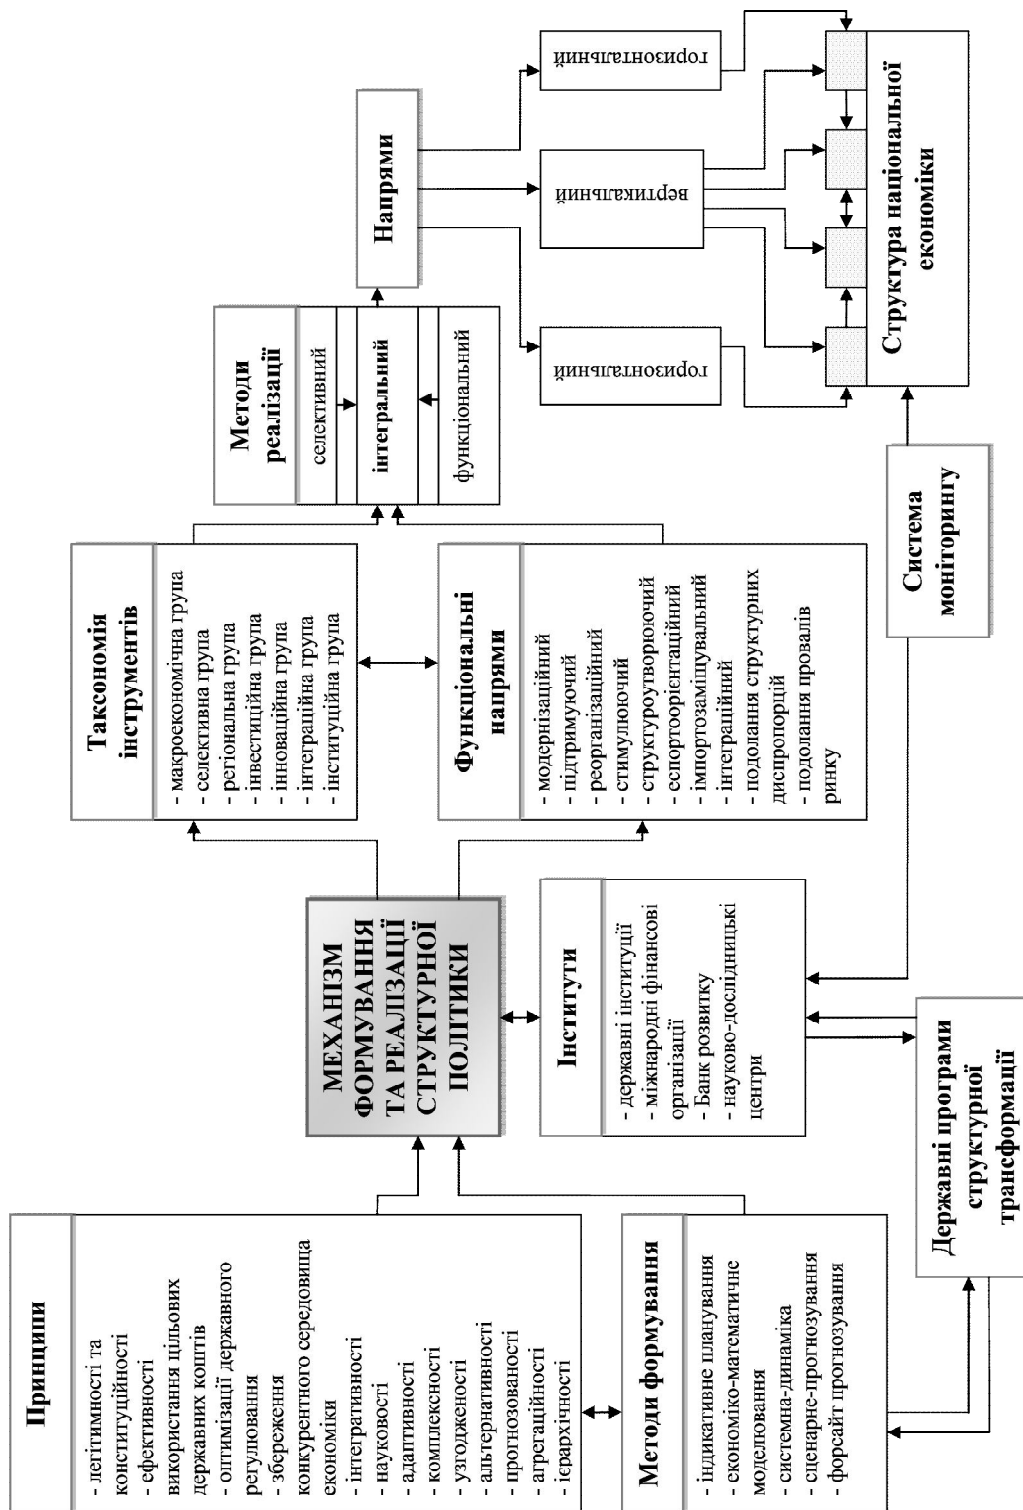 Принципи
- легітимності та
конституційності
- ефективності
використання цільових
державних коштів
- оптимізації державного
регулювання
- збереження
конкурентного середовища
економіки
- інтегративності
- науковості
- адаптивності
- комплексності
- узгодженості
- альтернативності
- прогнозованості
- агрегаційності
- ієрархічності
Методи формування
- індикативне планування
- економіко-математичне
моделювання
- системна-динаміка
- сценарне-прогнозування
- форсайт прогнозування
МЕХАНІЗМ
ФОРМУВАННЯ
ТА РЕАЛІЗАЦІЇ
СТРУКТУРНОЇ
ПОЛІТИКИ
Інститути
- державні інституції
- міжнародні фінансові
організації
- Банк розвитку
- науково-дослідницькі
центри
Державні програми
структурної
трансформації
Таксономія
інструментів
- макроекономічна група
- селективна група
- регіональна група
- інвестиційна група
- інноваційна група
- інтеграційна група
- інституційна група
Функціональні
напрями
- модернізаційний
- підтримуючий
- реорганізаційний
- стимулюючий
- структуроутворюючий
- еспортоорієнтаційний
- імпортозаміщувальний
- інтеграційний
- подолання структурних
диспропорцій
- подолання провалів
ринку
Методи
реалізації
селективний
інтегральний
функціональний
Система
моніторингу
Напрями
горизонтальний
вертикальний
горизонтальний
Структура національної
економіки